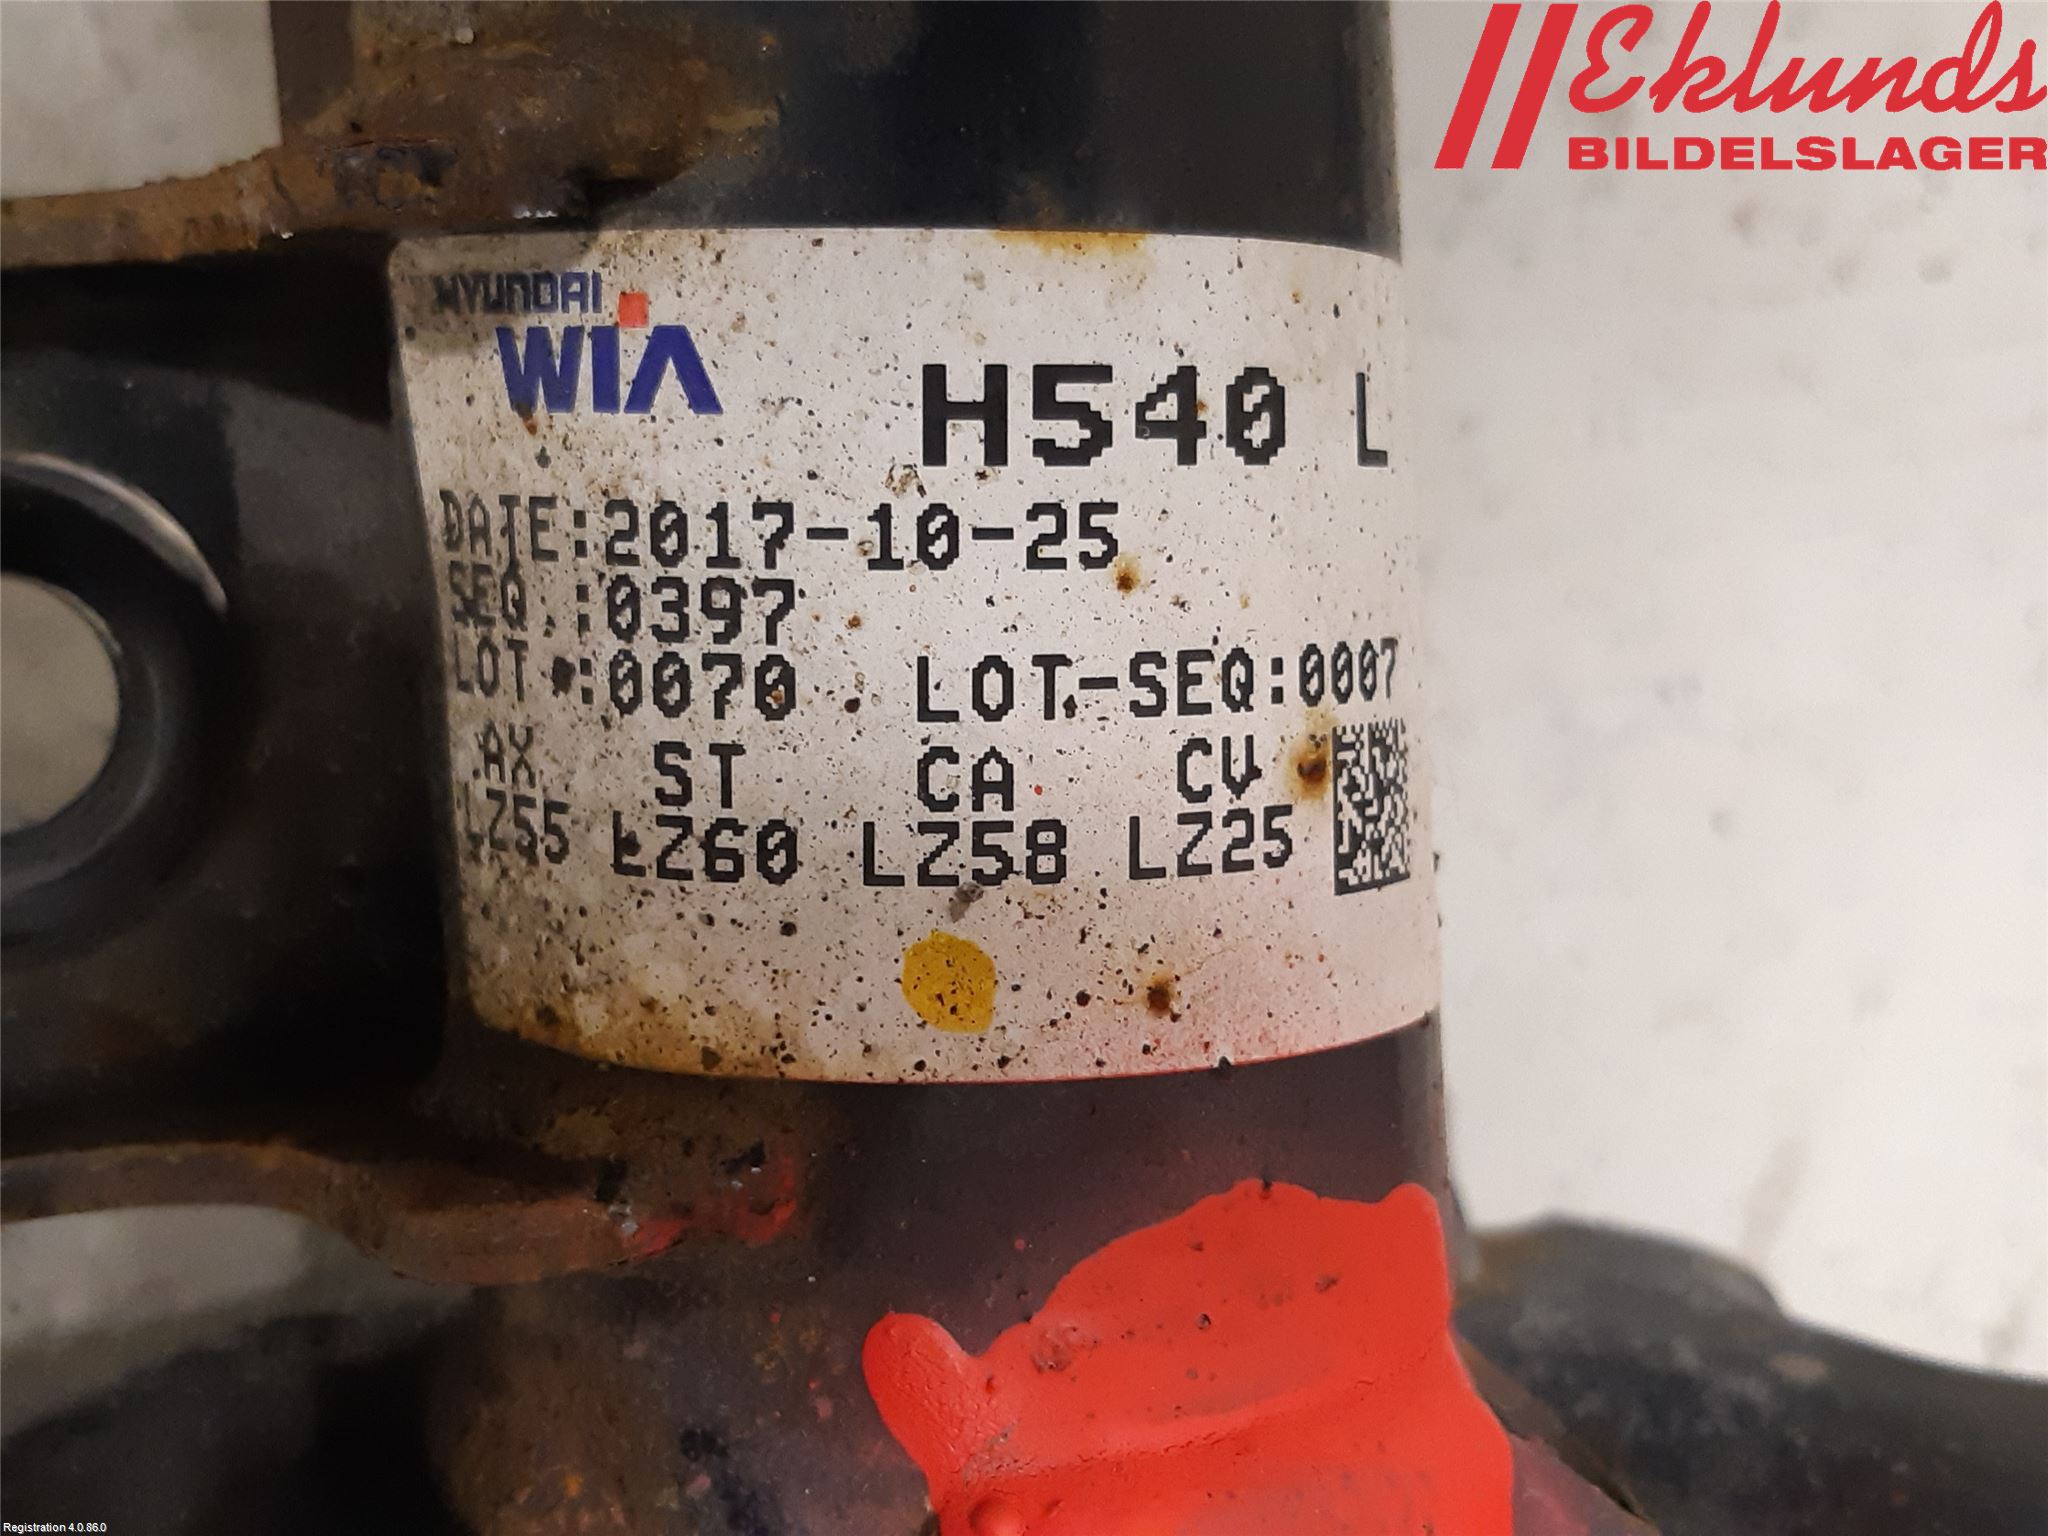 Eklunds
BILDELSLAGER
HYUNDAI
WIA
H540 L
DATE:2017-10-25
SEQ.:0397
LOT.:0070 LOT-SEQ:0007
AX ST CA CV
LZ55 LZ60 LZ58 LZ25
Registration 4.0.86.0